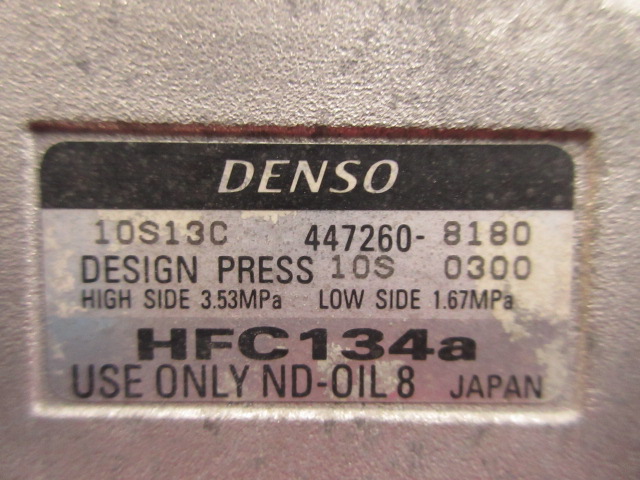 DENSO
10S13C 447260- 8180
DESIGN PRESS 10S 0300
HIGH SIDE 3.53MPa LOW SIDE 1.67MPa
HFC134a
USE ONLY ND-OIL 8 JAPAN